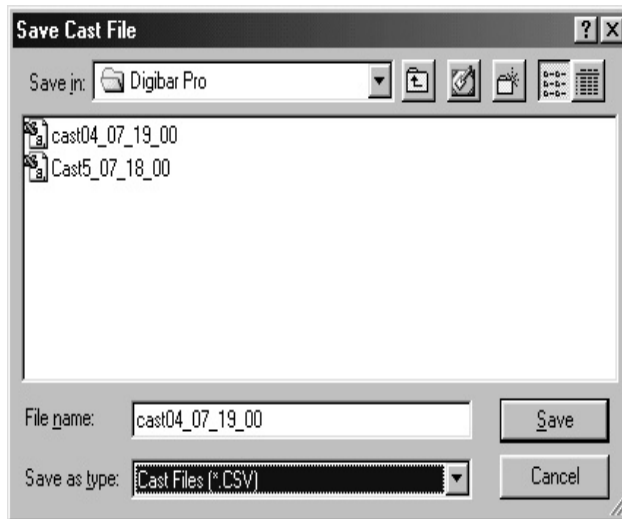 Save Cast File
Save in: Digibar Pro
cast04_07_19_00
Cast5_07_18_00
File name: cast04_07_19_00 Save
Save as type: Cast Files (*.CSV) Cancel